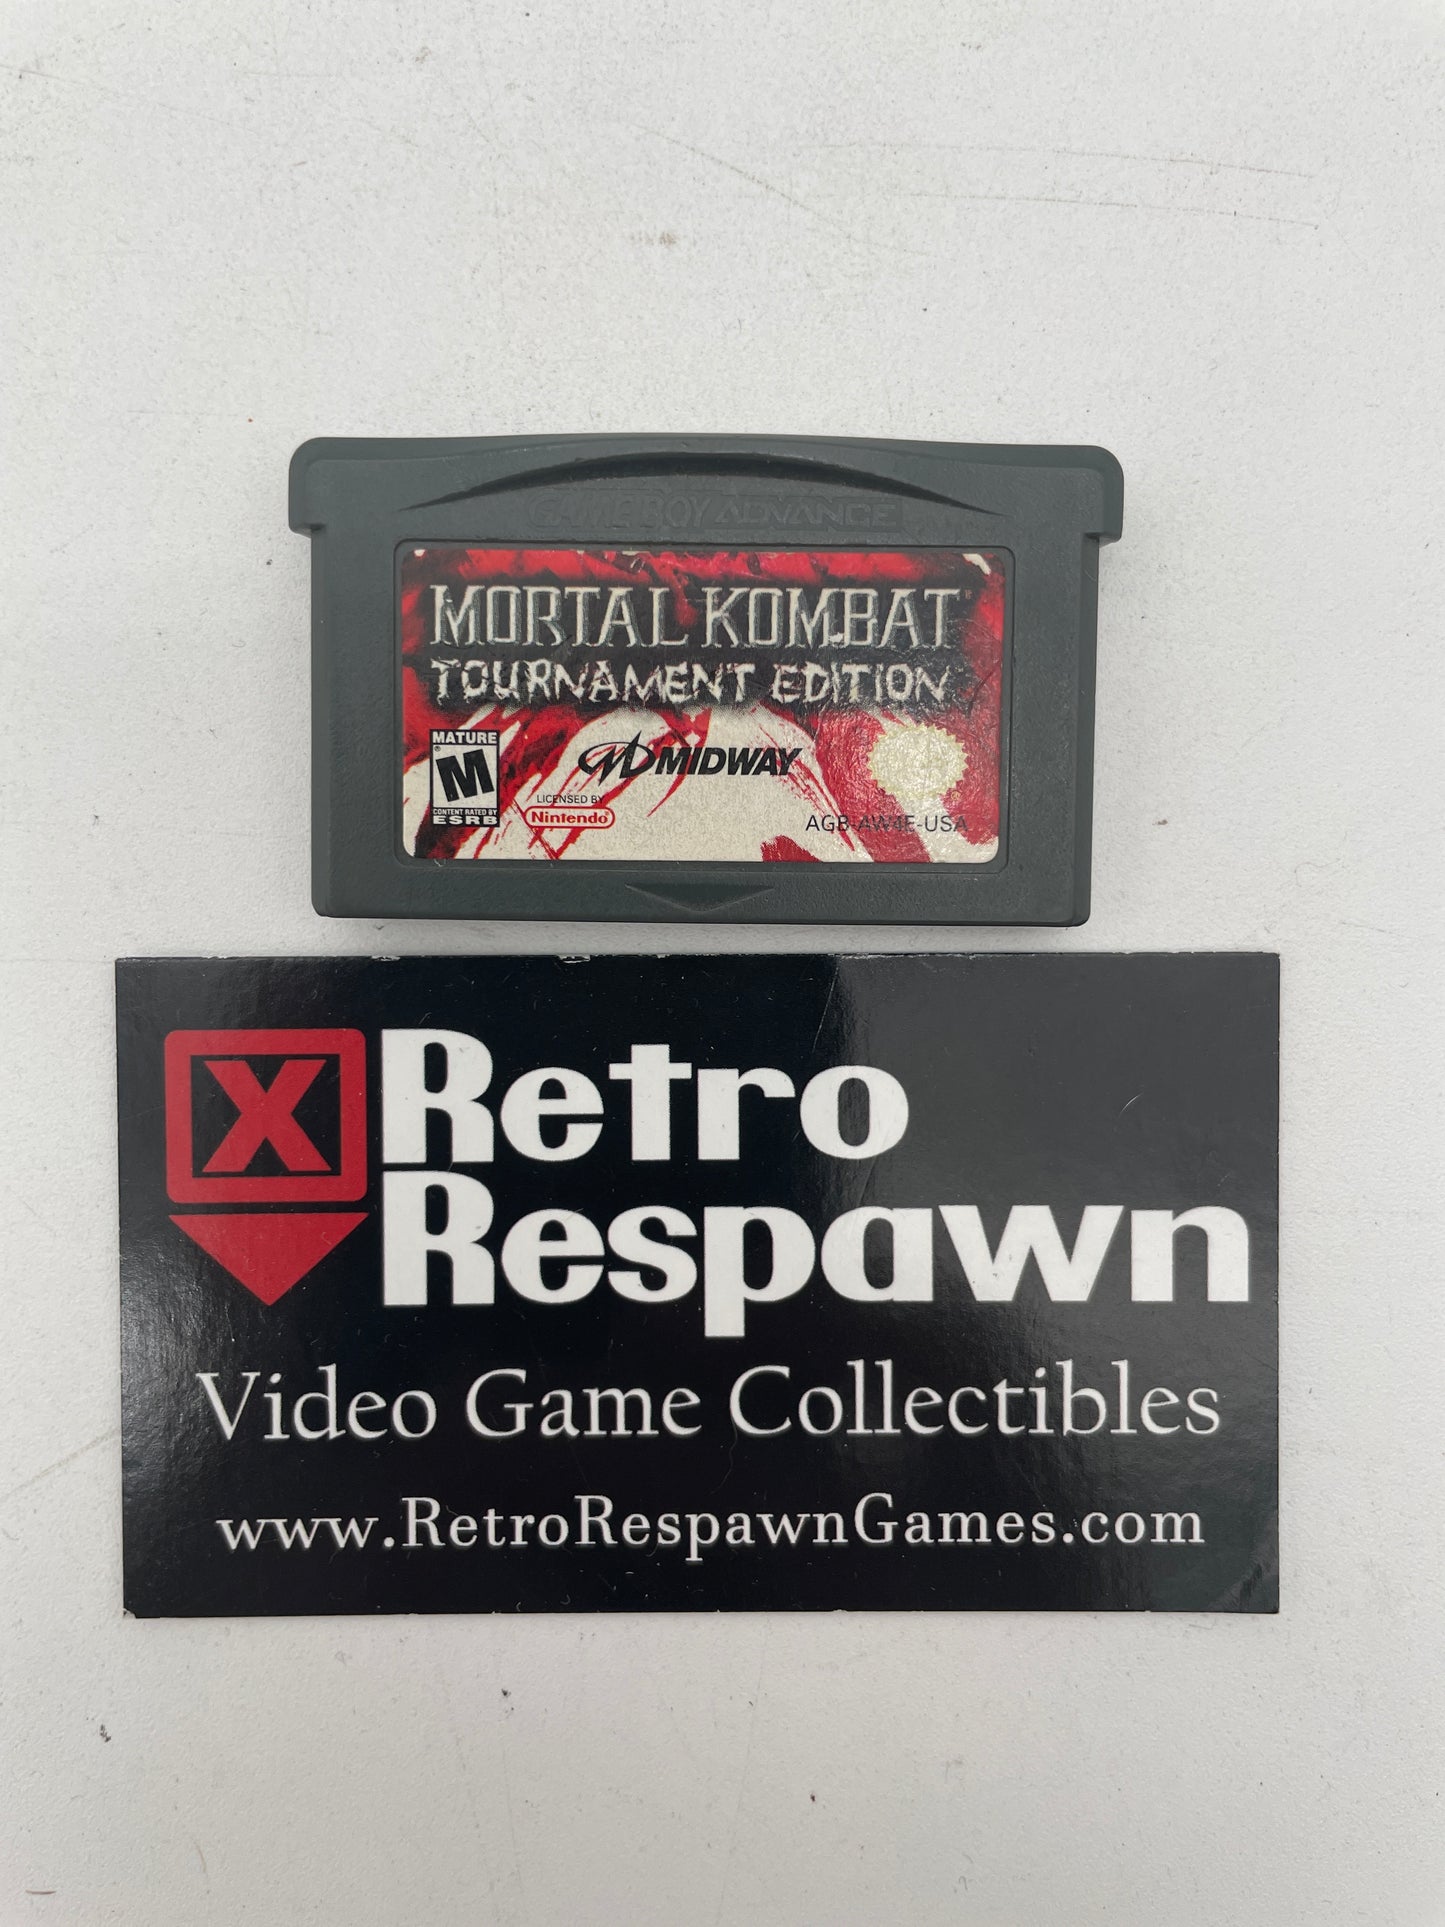 GAME BOY ADVANCE
MORTAL KOMBAT
TOURNAMENT EDITION
MATURE
M
CONTENT RATED BY
ESRB
MIDWAY
LICENSED BY
Nintendo®
AGB-AW4E-USA
X
Retro
Respawn
Video Game Collectibles
www.RetroRespawnGames.com